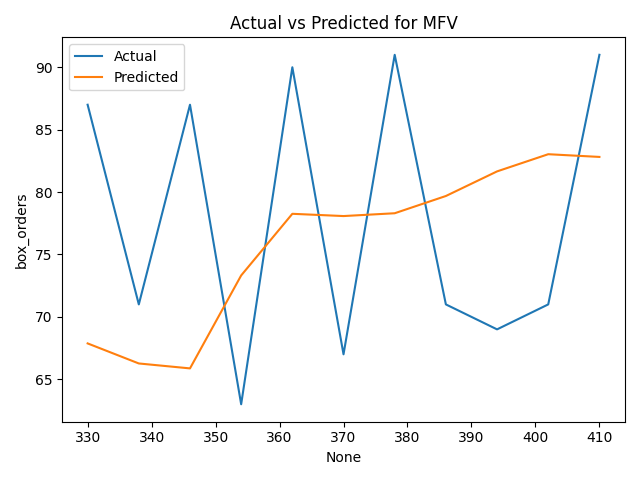 Actual vs Predicted for MFV
Actual
Predicted
box_orders
90
85
80
75
70
65
330 340 350 360 370 380 390 400 410
None